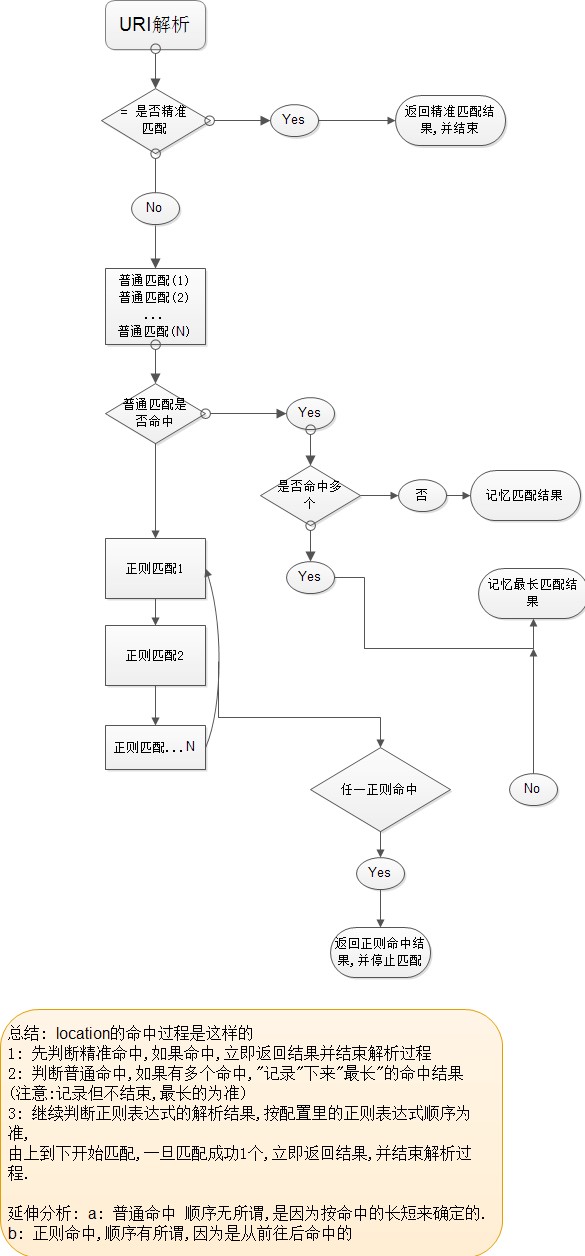 URI解析
= 是否精准
匹配
Yes
返回精准匹配结
果,并结束
No
普通匹配(1)
普通匹配(2)
...
普通匹配(N)
普通匹配是
否命中
Yes
是否命中多
个
否
记忆匹配结果
Yes
记忆最长匹配结
果
正则匹配1
正则匹配2
正则匹配...N
任一正则命中
No
Yes
返回正则命中结
果,并停止匹配
总结: location的命中过程是这样的
1: 先判断精准命中,如果命中,立即返回结果并结束解析过程
2: 判断普通命中,如果有多个命中,"记录"下来"最长"的命中结果
(注意:记录但不结束,最长的为准)
3: 继续判断正则表达式的解析结果,按配置里的正则表达式顺序为
准,
由上到下开始匹配,一旦匹配成功1个,立即返回结果,并结束解析过
程.
延伸分析: a: 普通命中 顺序无所谓,是因为按命中的长短来确定的.
b: 正则命中,顺序有所谓,因为是从前往后命中的